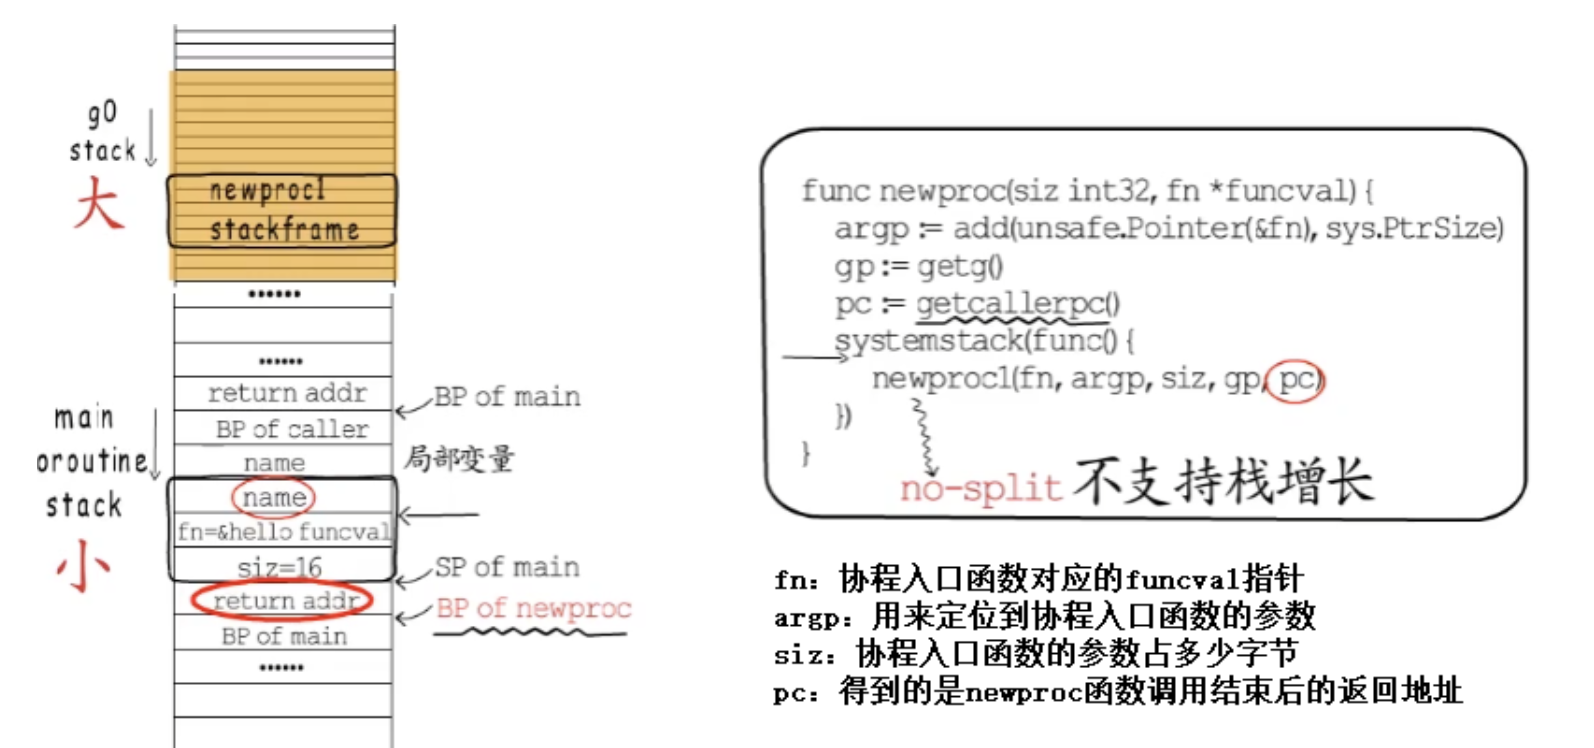 g0
stack
大
newproc1
stackframe
......
......
return addr
BP of main
BP of caller
main
oroutine
stack
小
name
局部变量
name
fn=&hello funcval
siz=16
SP of main
return addr
BP of newproc
BP of main
......
func newproc(siz int32, fn *funcval) {
argp := add(unsafe.Pointer(&fn), sys.PtrSize)
gp := getg()
pc := getcallerpc()
systemstack(func() {
newproc1(fn, argp, siz, gp, pc)
})
}
no-split 不支持栈增长
fn：协程入口函数对应的funcval指针
argp：用来定位到协程入口函数的参数
siz：协程入口函数的参数占多少字节
pc：得到的是newproc函数调用结束后的返回地址